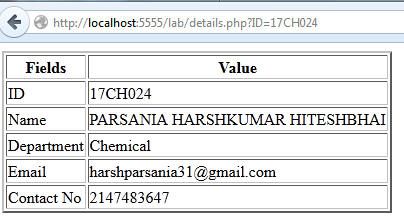 http://localhost:5555/lab/details.php?ID=17CH024
Fields Value
ID 17CH024
Name PARSANIA HARSHKUMAR HITESHBHAI
Department Chemical
Email harshparsania31@gmail.com
Contact No 2147483647